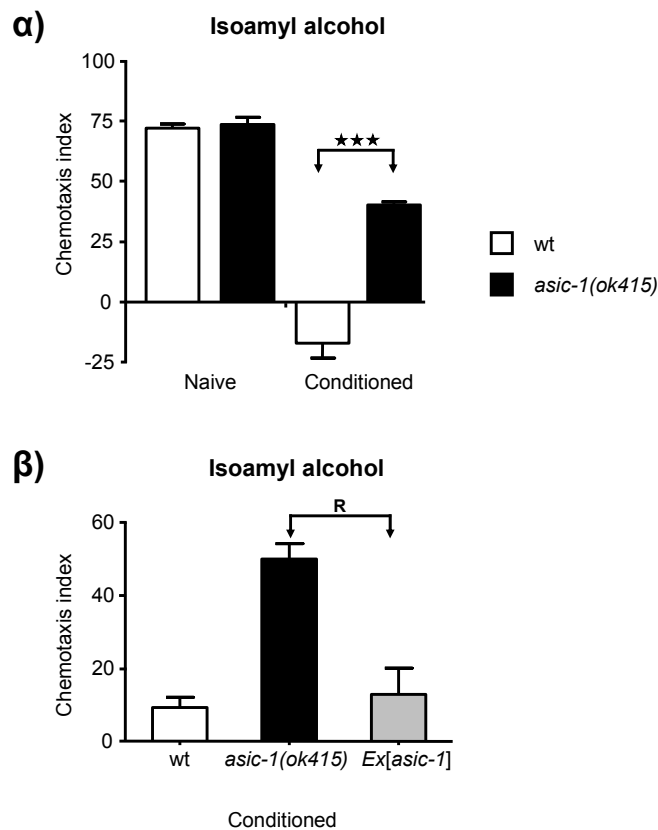 α)
Isoamyl alcohol
Chemotaxis index
100
75
50
25
0
-25
★★★
Naive
Conditioned
wt
asic-1(ok415)
β)
Isoamyl alcohol
Chemotaxis index
60
40
20
0
R
wt
asic-1(ok415)
Ex[asic-1]
Conditioned